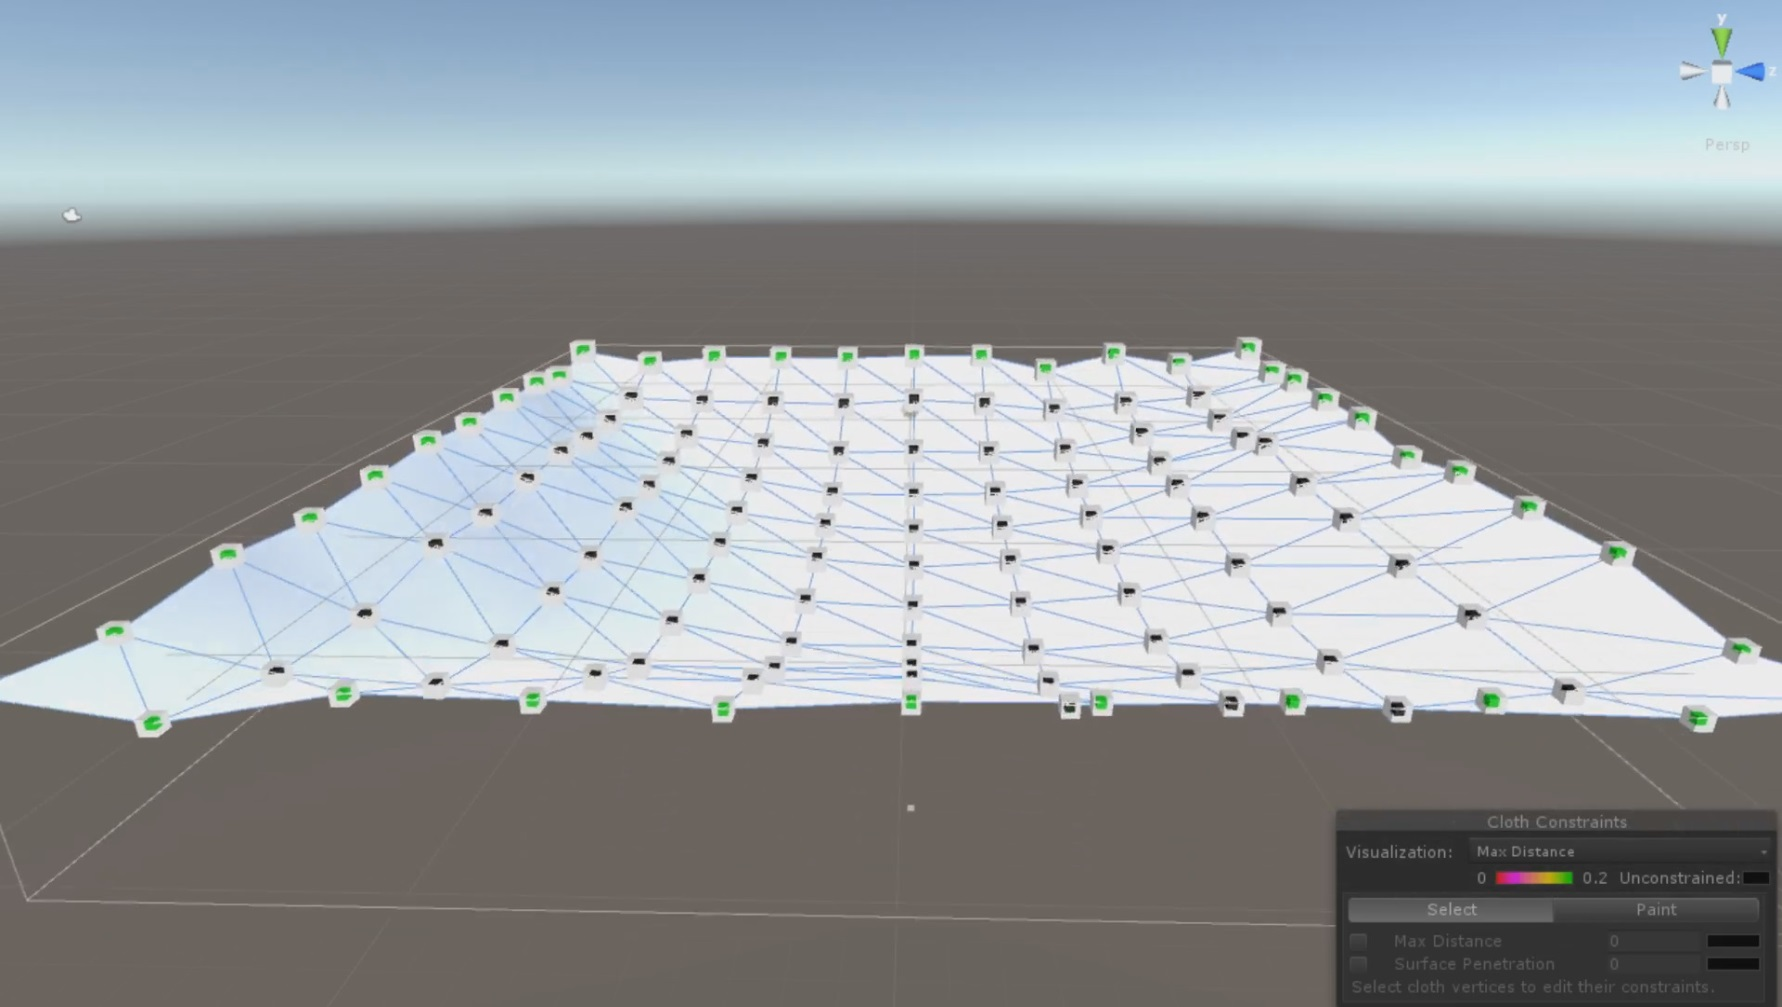 y
z
Persp
Cloth Constraints
Visualization: Max Distance
0 0.2 Unconstrained:
Select Paint
Max Distance 0
Surface Penetration 0
Select cloth vertices to edit their constraints.